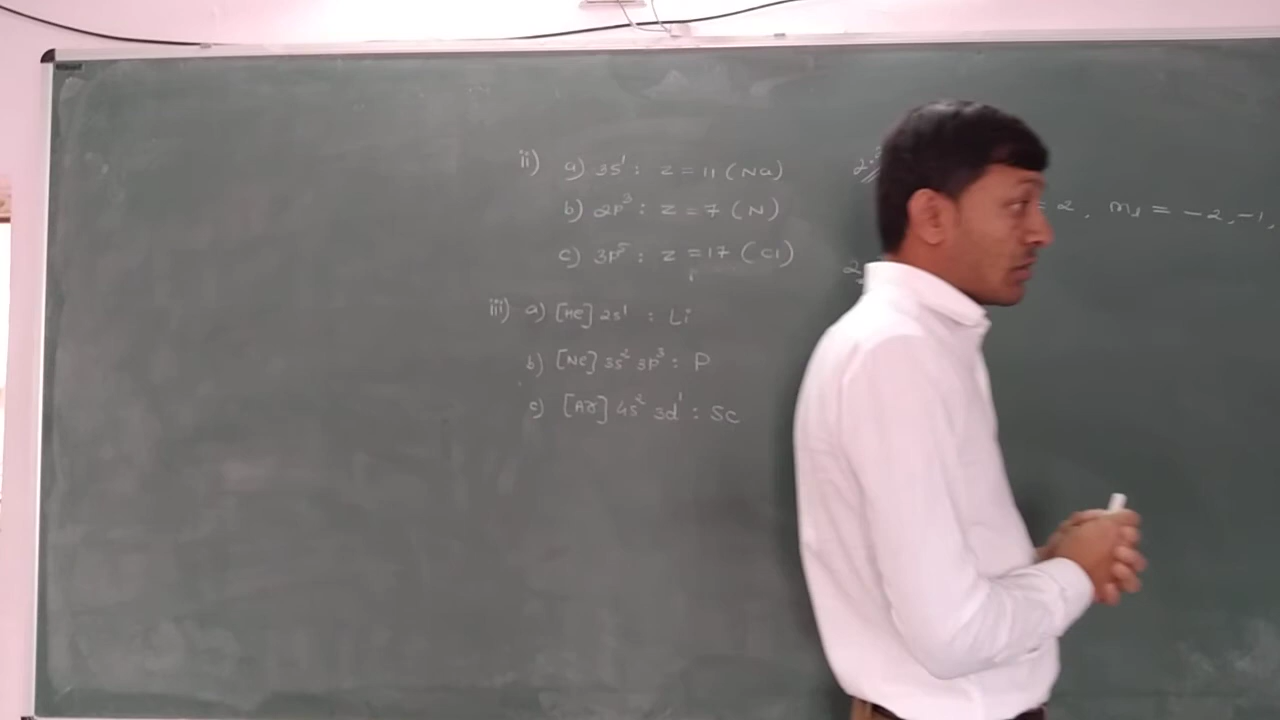 ii) a) 3s¹ : Z = 11 (Na)
b) 2p³ : Z = 7 (N)
c) 3p⁵ : Z = 17 (Cl)
iii) a) [He] 2s¹ : Li
b) [Ne] 3s² 3p³ : P
c) [Ar] 4s² 3d¹ : Sc
= 2, m = -2, -1,